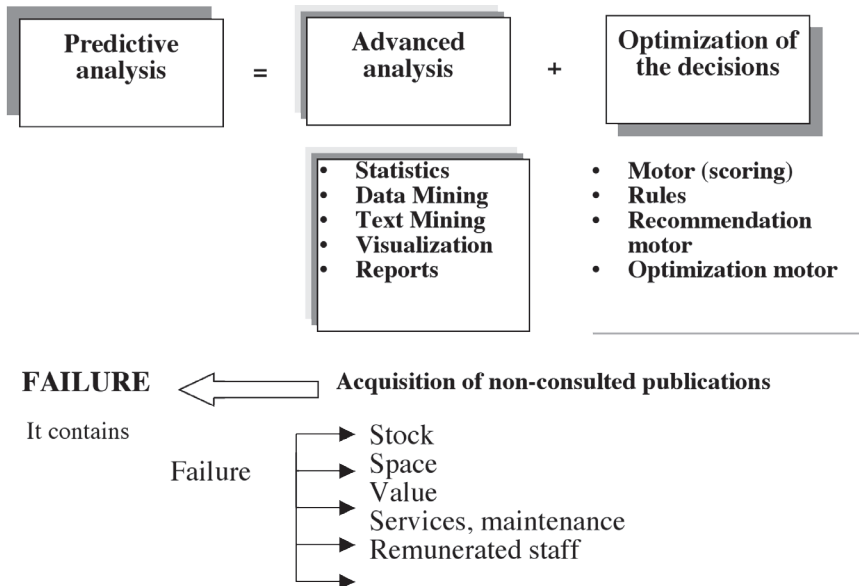 Predictive
analysis
=
Advanced
analysis
+
Optimization of
the decisions
• Statistics
• Data Mining
• Text Mining
• Visualization
• Reports
• Motor (scoring)
• Rules
• Recommendation
motor
• Optimization motor
FAILURE
Acquisition of non-consulted publications
It contains
Failure
Stock
Space
Value
Services, maintenance
Remunerated staff